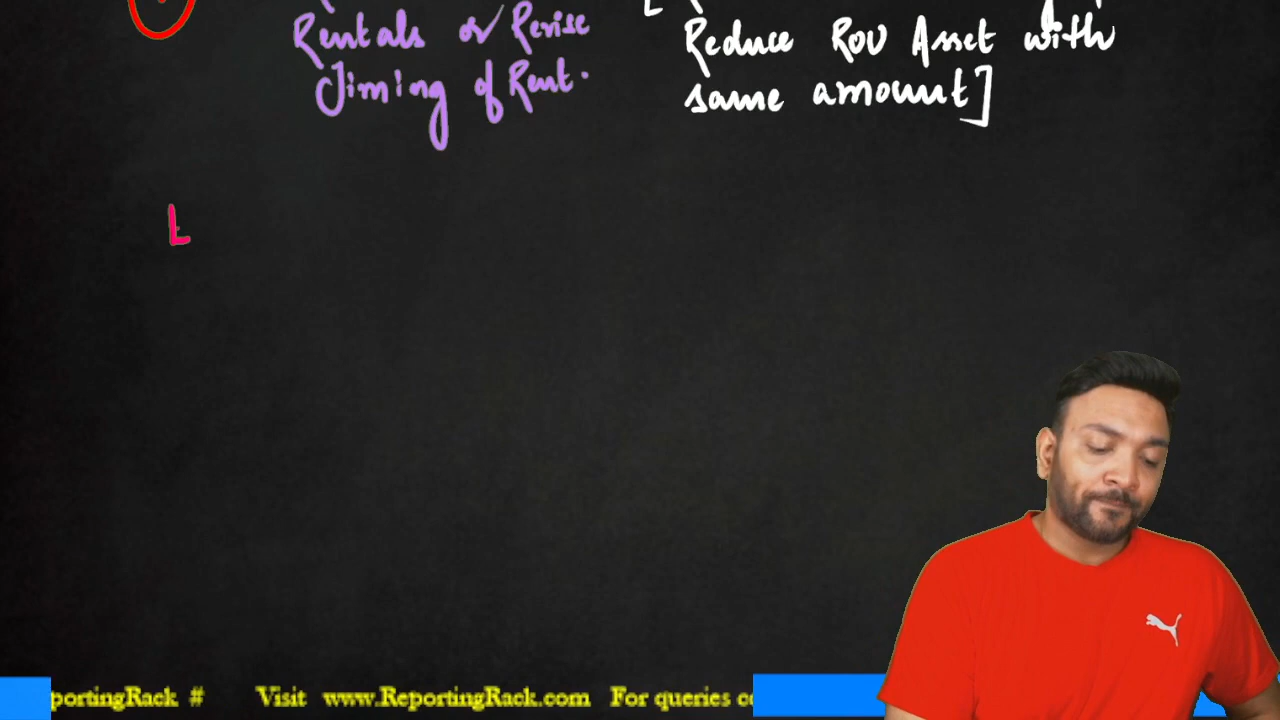 Rentals or Revise
Timing of Rent.
Reduce ROU Asset with
same amount]
L
portingRack # Visit www.ReportingRack.com For queries